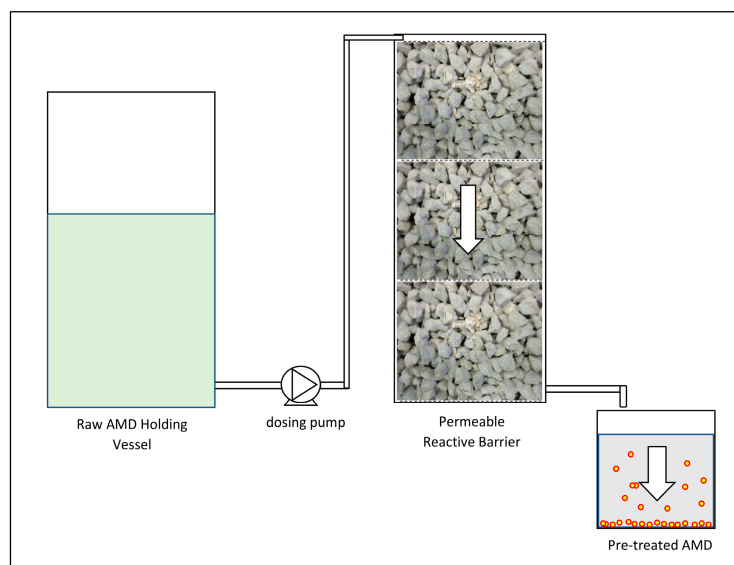 Raw AMD Holding
Vessel
dosing pump
Permeable
Reactive Barrier
Pre-treated AMD